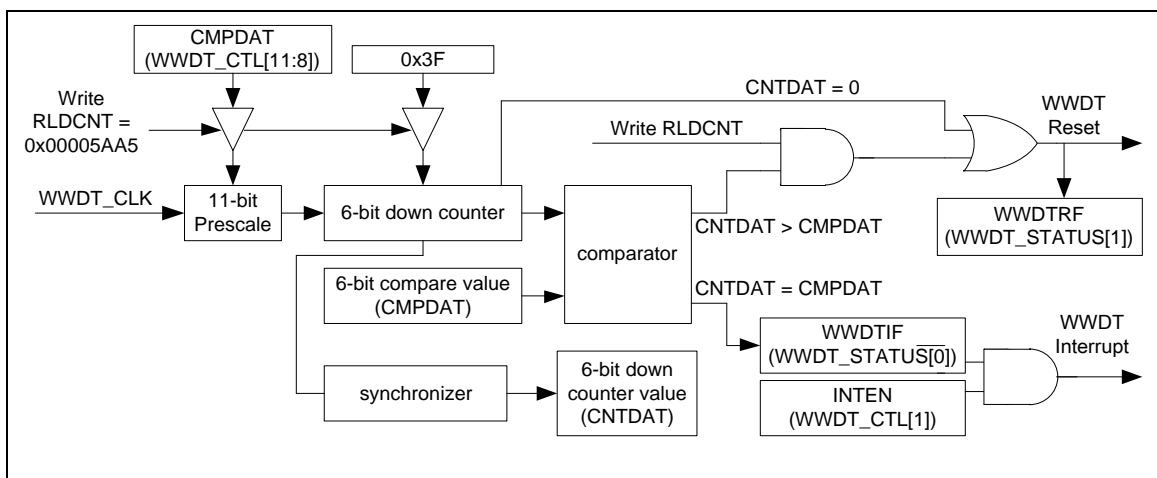 CMPDAT
(WWDT_CTL[11:8])
0x3F
Write
RLDCNT =
0x00005AA5
CNTDAT = 0
WWDT
Reset
Write RLDCNT
WWDT_CLK
11-bit
Prescale
6-bit down counter
comparator
CNTDAT > CMPDAT
WWDTRF
(WWDT_STATUS[1])
6-bit compare value
(CMPDAT)
CNTDAT = CMPDAT
WWDTIF
(WWDT_STATUS[0])
WWDT
Interrupt
synchronizer
6-bit down
counter value
(CNTDAT)
INTEN
(WWDT_CTL[1])